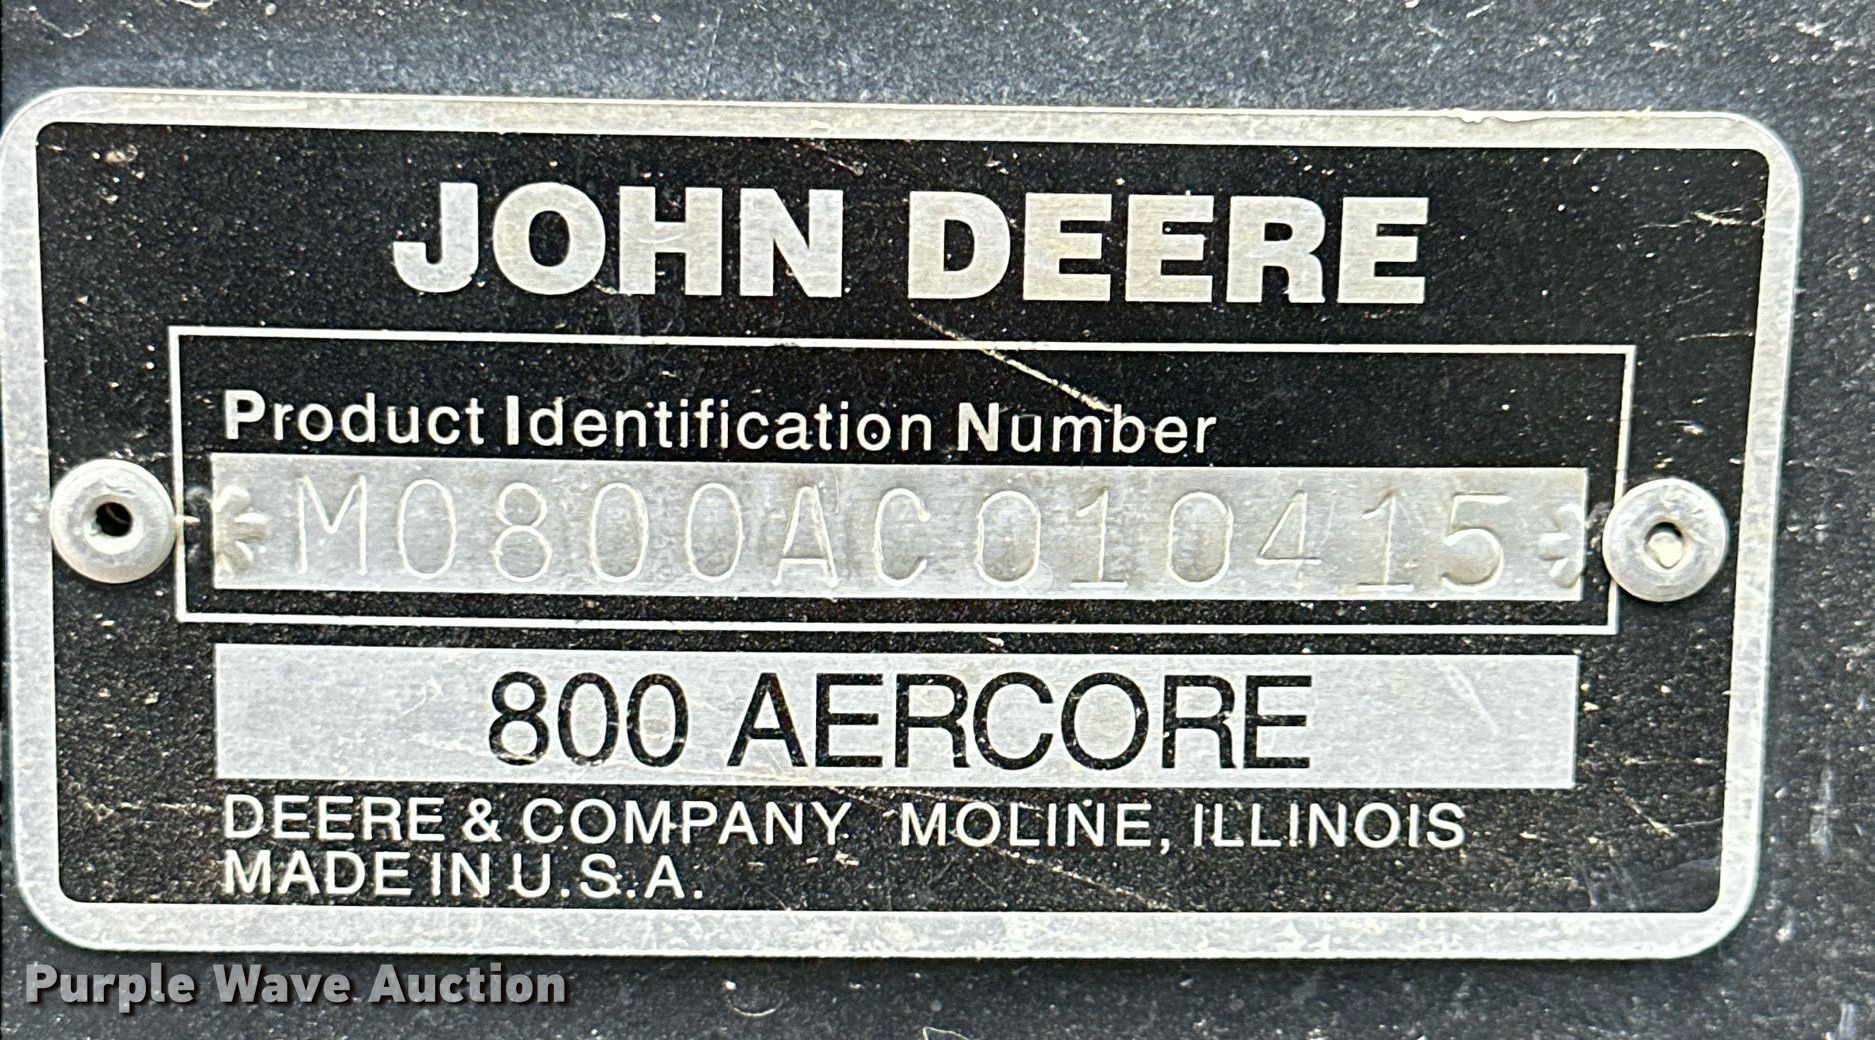 JOHN DEERE
Product Identification Number
*M0800AC010415*
800 AERCORE
DEERE & COMPANY MOLINE, ILLINOIS
MADE IN U.S.A.
Purple Wave Auction